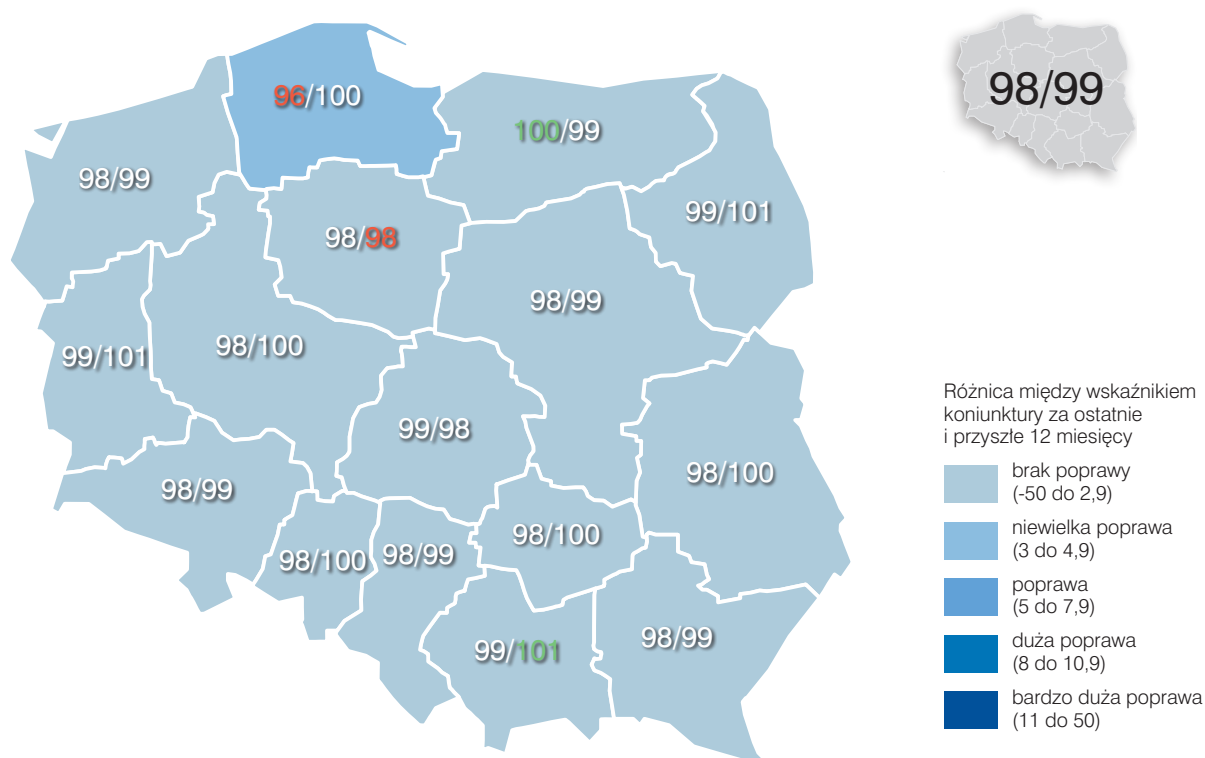 96/100
98/99
100/99
98/99
99/101
98/98
98/99
99/101
98/100
99/98
98/100
98/99
98/100
98/99
98/100
99/101
98/99
Różnica między wskaźnikiem
koniunktury za ostatnie
i przyszłe 12 miesięcy
brak poprawy
(-50 do 2,9)
niewielka poprawa
(3 do 4,9)
poprawa
(5 do 7,9)
duża poprawa
(8 do 10,9)
bardzo duża poprawa
(11 do 50)